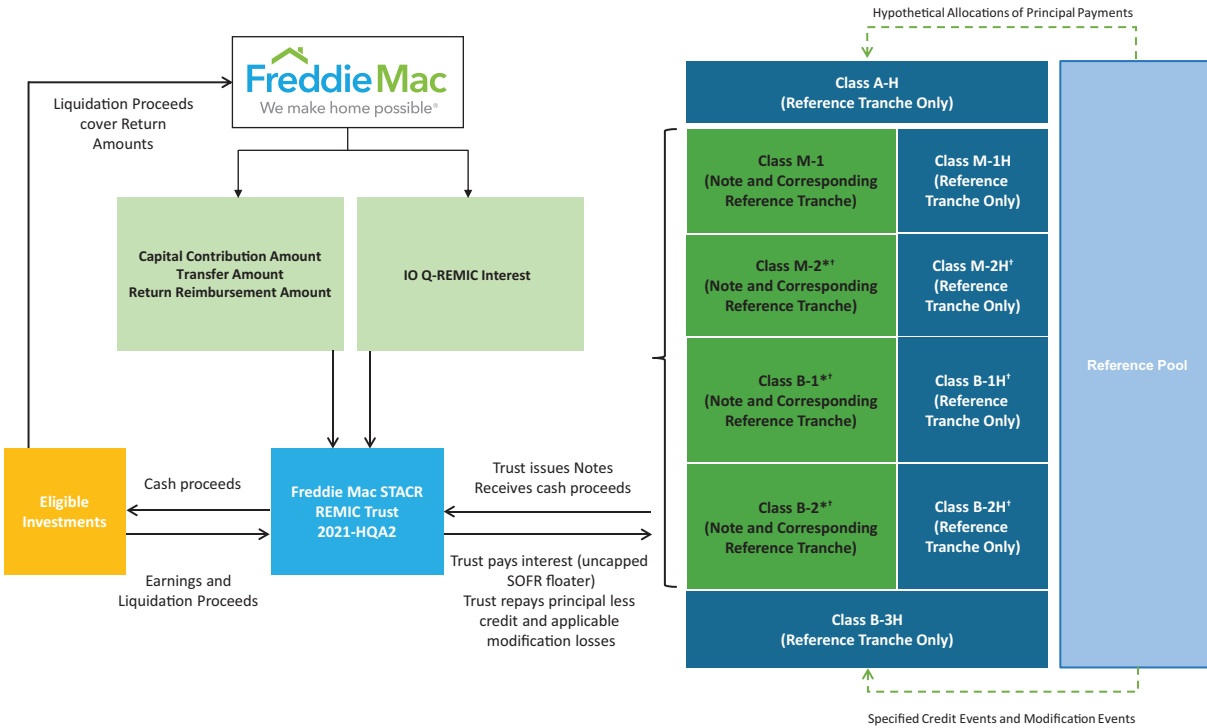 Hypothetical Allocations of Principal Payments
Freddie Mac
We make home possible®
Liquidation Proceeds
cover Return
Amounts
Capital Contribution Amount
Transfer Amount
Return Reimbursement Amount
IO Q-REMIC Interest
Eligible
Investments
Cash proceeds
Earnings and
Liquidation Proceeds
Freddie Mac STACR
REMIC Trust
2021-HQA2
Trust issues Notes
Receives cash proceeds
Trust pays interest (uncapped
SOFR floater)
Trust repays principal less
credit and applicable
modification losses
Class A-H
(Reference Tranche Only)
Class M-1
(Note and Corresponding
Reference Tranche)
Class M-1H
(Reference
Tranche Only)
Class M-2*†
(Note and Corresponding
Reference Tranche)
Class M-2H†
(Reference
Tranche Only)
Class B-1*†
(Note and Corresponding
Reference Tranche)
Class B-1H†
(Reference
Tranche Only)
Class B-2*†
(Note and Corresponding
Reference Tranche)
Class B-2H†
(Reference
Tranche Only)
Class B-3H
(Reference Tranche Only)
Reference Pool
Specified Credit Events and Modification Events